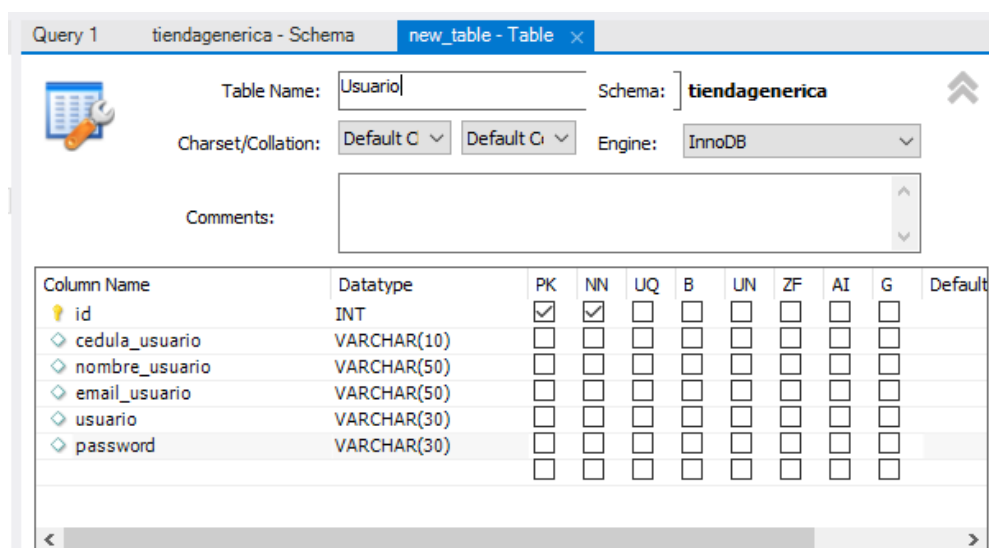 Query 1 tiendagenerica - Schema new_table - Table ×
Table Name: Usuario Schema: tiendagenerica
Charset/Collation: Default C Default Co Engine: InnoDB
Comments:
Column Name Datatype PK NN UQ B UN ZF AI G Default
id INT
cedula_usuario VARCHAR(10)
nombre_usuario VARCHAR(50)
email_usuario VARCHAR(50)
usuario VARCHAR(30)
password VARCHAR(30)